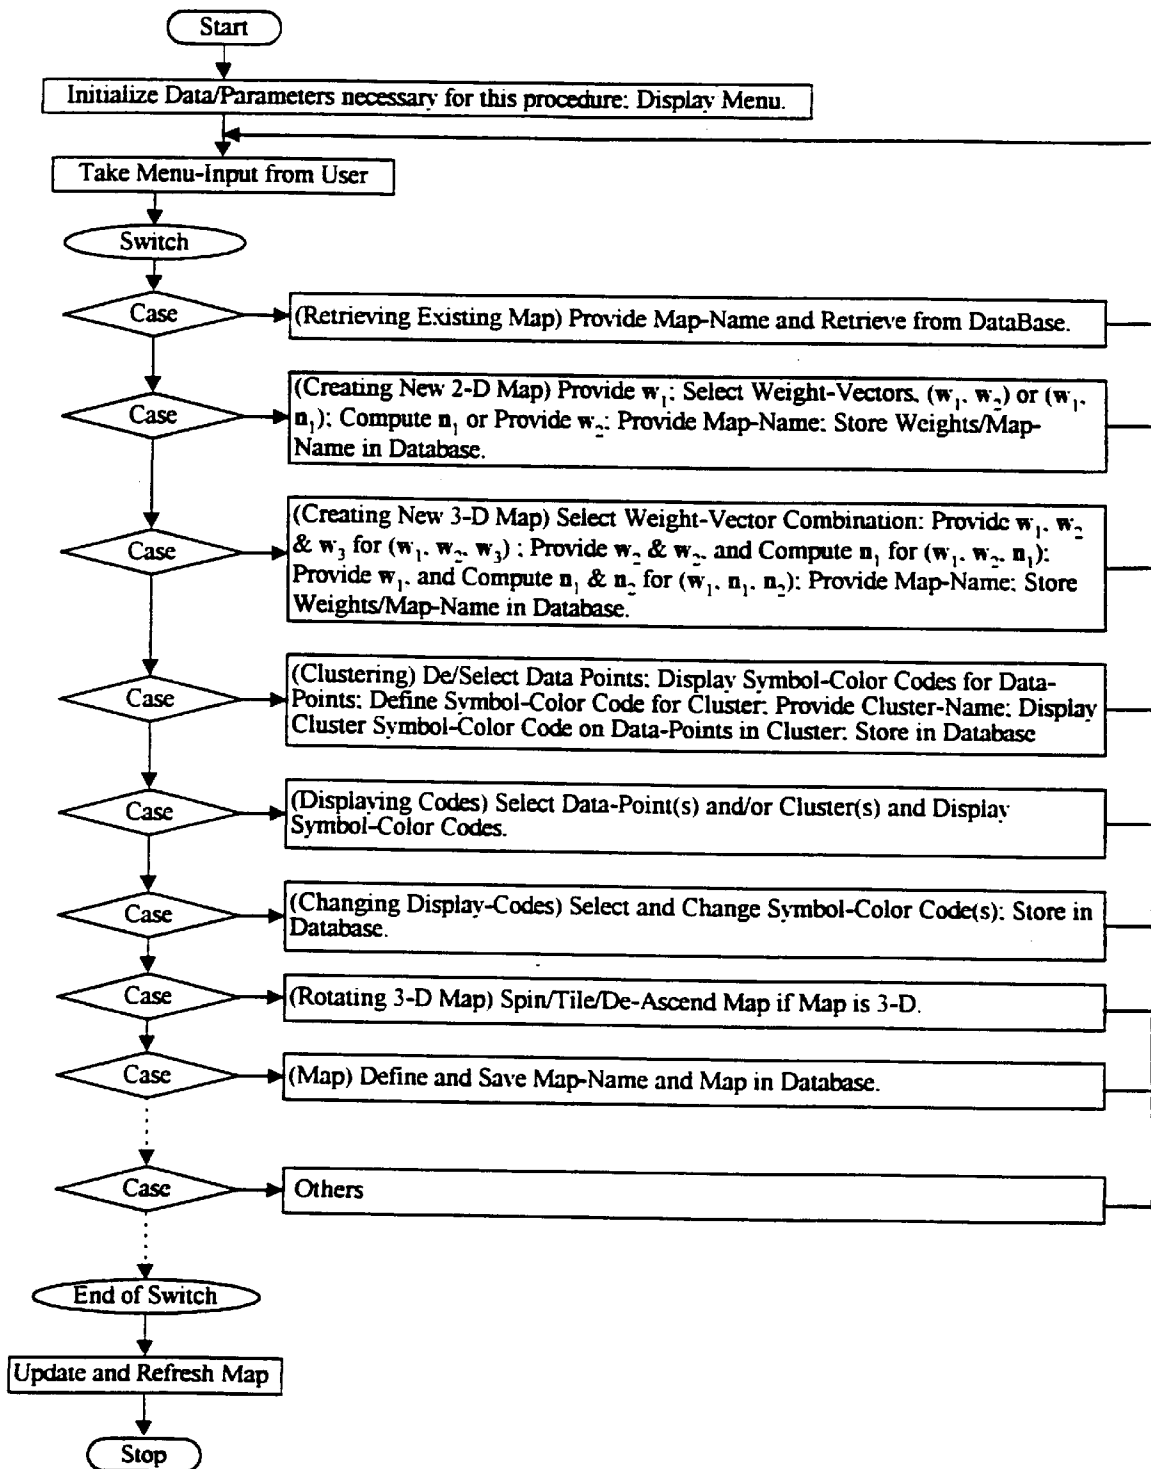 Start
Initialize Data/Parameters necessary for this procedure: Display Menu.
Take Menu-Input from User
Switch
Case
(Retrieving Existing Map) Provide Map-Name and Retrieve from DataBase.
Case
(Creating New 2-D Map) Provide w₁: Select Weight-Vectors, (w₁, w₂) or (w₁,
n₁): Compute n₁ or Provide w₂: Provide Map-Name: Store Weights/Map-
Name in Database.
Case
(Creating New 3-D Map) Select Weight-Vector Combination: Provide w₁, w₂
& w₃ for (w₁, w₂, w₃) : Provide w₂ & w₂, and Compute n₁ for (w₁, w₂, n₁):
Provide w₁, and Compute n₁ & n₂ for (w₁, n₁, n₂): Provide Map-Name: Store
Weights/Map-Name in Database.
Case
(Clustering) De/Select Data Points: Display Symbol-Color Codes for Data-
Points: Define Symbol-Color Code for Cluster: Provide Cluster-Name: Display
Cluster Symbol-Color Code on Data-Points in Cluster: Store in Database
Case
(Displaying Codes) Select Data-Point(s) and/or Cluster(s) and Display
Symbol-Color Codes.
Case
(Changing Display-Codes) Select and Change Symbol-Color Code(s): Store in
Database.
Case
(Rotating 3-D Map) Spin/Tile/De-Ascend Map if Map is 3-D.
Case
(Map) Define and Save Map-Name and Map in Database.
Case
Others
End of Switch
Update and Refresh Map
Stop